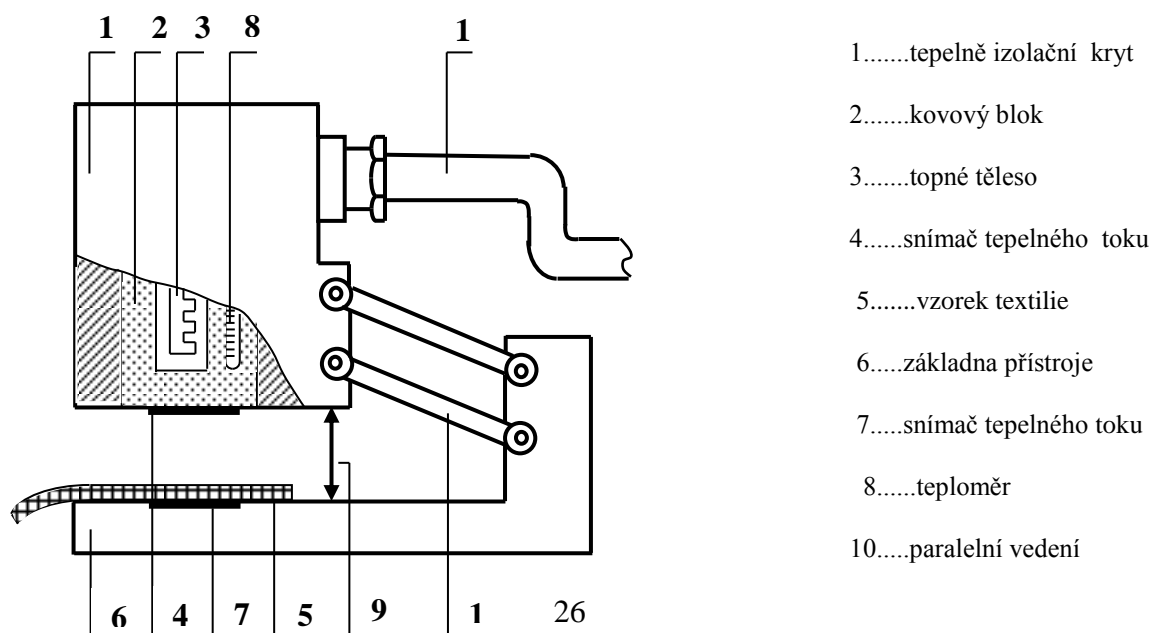 1 2 3 8 1
1.......tepelně izolační kryt
2.......kovový blok
3.......topné těleso
4......snímač tepelného toku
5.......vzorek textilie
6......základna přístroje
7.....snímač tepelného toku
8......teploměr
10.....paralelní vedení
6 4 7 5 9 1 26